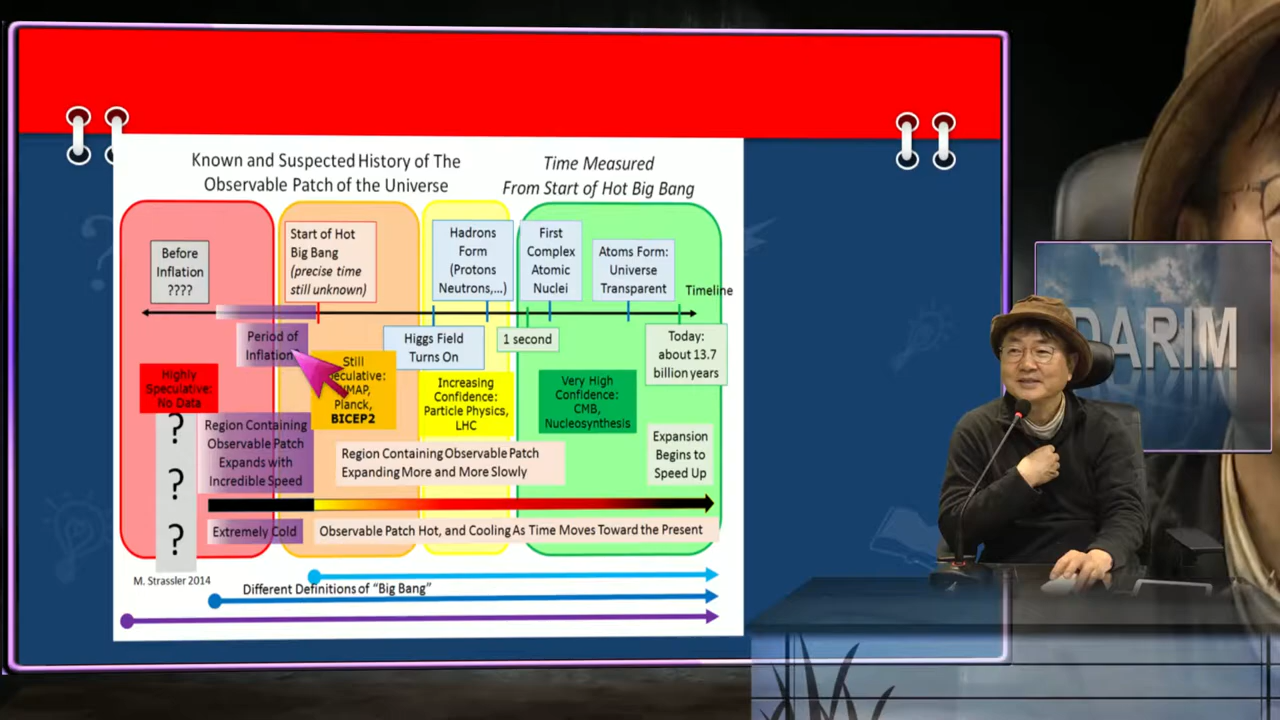 Known and Suspected History of The
Observable Patch of the Universe
Time Measured
From Start of Hot Big Bang
Before
Inflation
????
Start of Hot
Big Bang
(precise time
still unknown)
Hadrons
Form
(Protons
Neutrons,...)
First
Complex
Atomic
Nuclei
Atoms Form:
Universe
Transparent
Timeline
Period of
Inflation
Higgs Field
Turns On
1 second
Today:
about 13.7
billion years
Highly
Speculative:
No Data
Still
Planck,
BICEP2
Increasing
Confidence:
Particle Physics,
LHC
Very High
Confidence:
CMB,
Nucleosynthesis
?
?
?
Region Containing
Observable Patch
Expands with
Incredible Speed
Region Containing Observable Patch
Expanding More and More Slowly
Expansion
Begins to
Speed Up
Extremely Cold
Observable Patch Hot, and Cooling As Time Moves Toward the Present
M. Strassler 2014
Different Definitions of "Big Bang"
DARIM